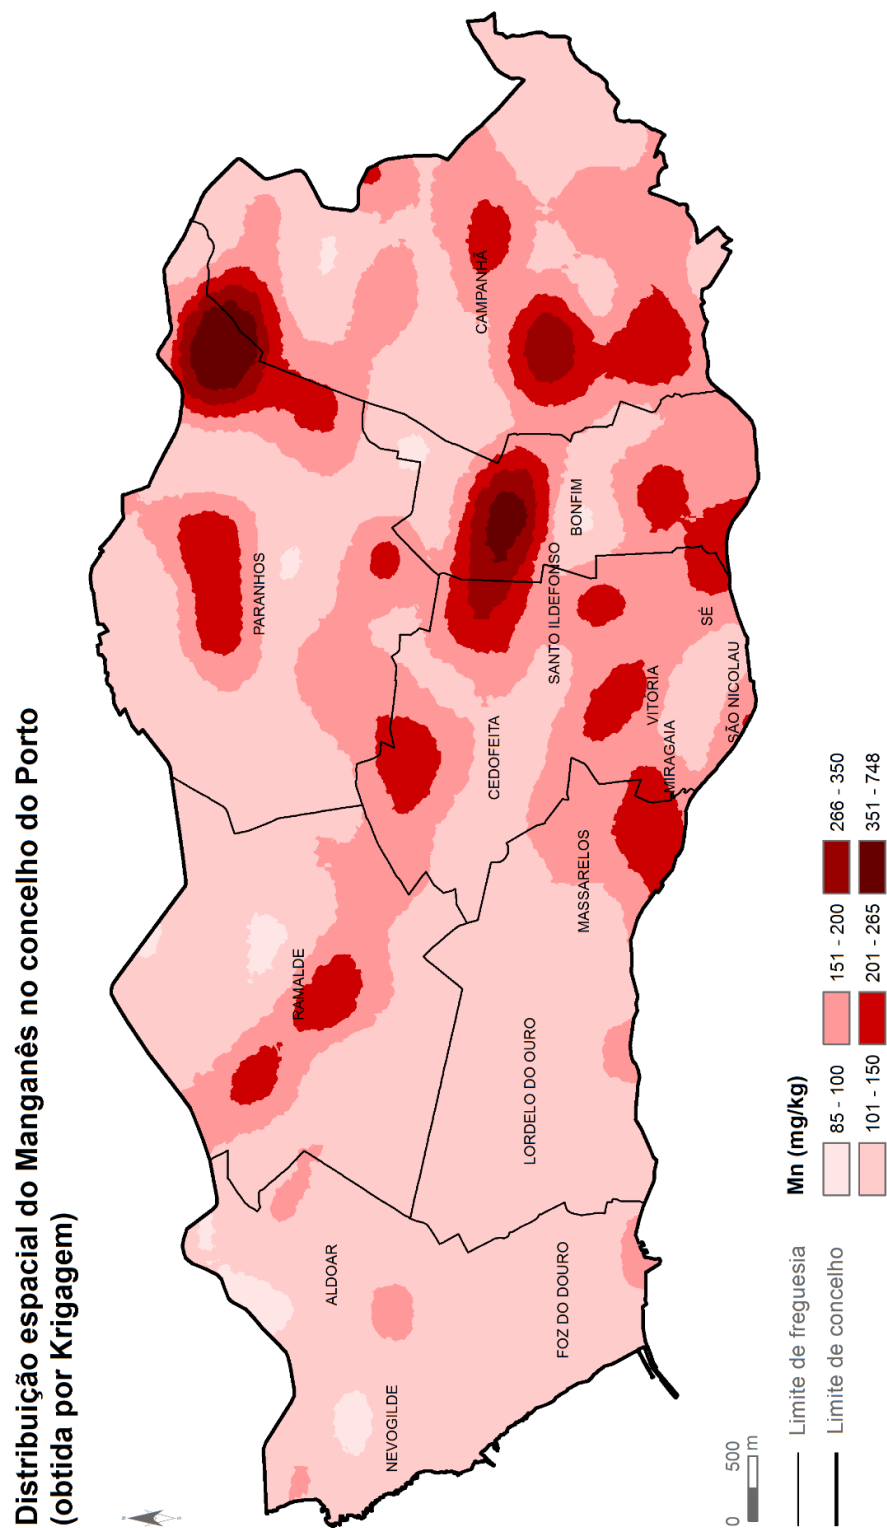 Distribuição espacial do Manganês no concelho do Porto
(obtida por Krigagem)
PARANHOS
RAMALDE
ALDOAR
NEVOGILDE
CAMPANHÃ
CEDOFEITA
LORDELO DO OURO
SANTO ILDEFONSO
BONFIM
FOZ DO DOURO
MASSARELOS
VITÓRIA
MIRAGAIA
SÉ
SÃO NICOLAU
N
S
0 500
m
Limite de freguesia
Limite de concelho
Mn (mg/kg)
85 - 100 151 - 200 266 - 350
101 - 150 201 - 265 351 - 748